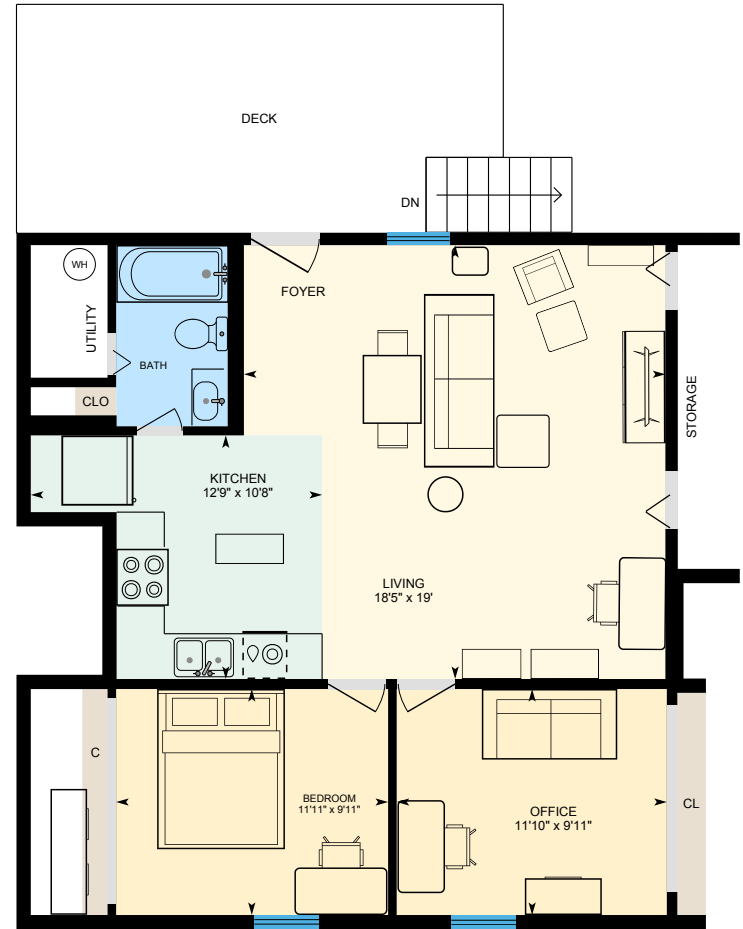 DECK
DN
WH
UTILITY
FOYER
BATH
CLO
STORAGE
KITCHEN
12'9" x 10'8"
LIVING
18'5" x 19'
C
BEDROOM
11'11" x 9'11"
OFFICE
11'10" x 9'11"
CL